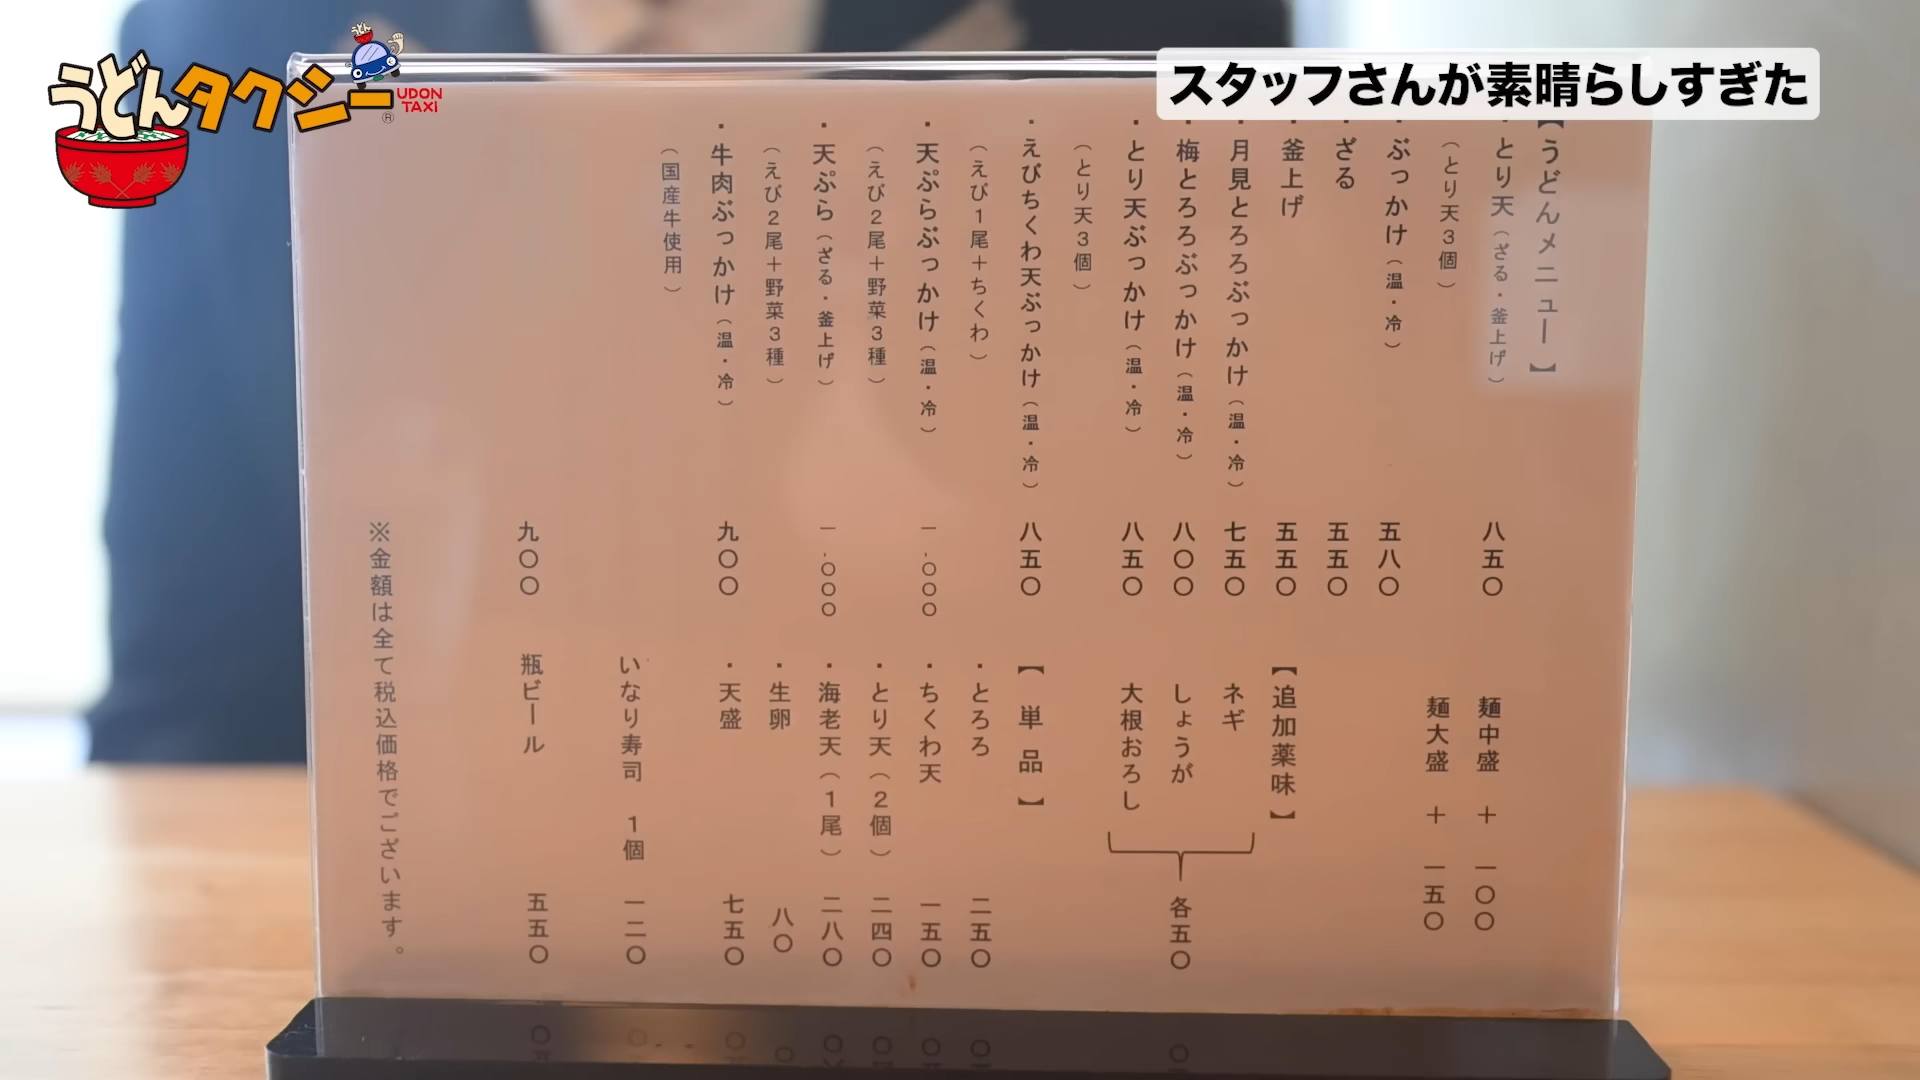 うどんタクシー
UDON
TAXI
®
スタッフさんが素晴らしすぎた
【うどんメニュー】
・とり天(ざる・釜上げ) 八五〇
(とり天3個)
・ぶっかけ(温・冷) 五八〇
・ざる 五五〇
・釜上げ 五五〇
・月見とろろぶっかけ(温・冷) 七五〇
・梅とろろぶっかけ(温・冷) 八〇〇
・とり天ぶっかけ(温・冷) 八五〇
(とり天3個)
・えびちくわ天ぶっかけ(温・冷) 八五〇
(えび1尾+ちくわ)
・天ぷらぶっかけ(温・冷) 一、〇〇〇
(えび2尾+野菜3種)
・天ぷら(ざる・釜上げ) 一、〇〇〇
(えび2尾+野菜3種)
・牛肉ぶっかけ(温・冷) 九〇〇
(国産牛使用)
九〇〇
麺中盛 + 一〇〇
麺大盛 + 一五〇
【追加薬味】
ネギ
しょうが
大根おろし
各五〇
【単品】
・とろろ 二五〇
・ちくわ天 一五〇
・とり天(2個) 二四〇
・海老天(1尾) 二八〇
・生卵 八〇
・天盛 七五〇
いなり寿司 1個 一二〇
瓶ビール 五五〇
※金額は全て税込価格でございます。